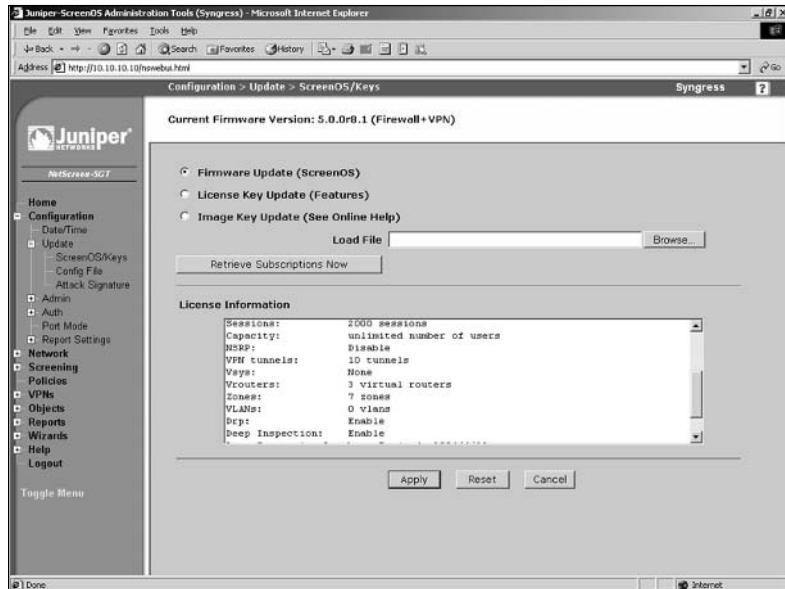 Juniper-ScreenOS Administration Tools (Syngress) - Microsoft Internet Explorer
File Edit View Favorites Tools Help
Back Search Favorites History
Address http://10.10.10.10/nswebui.html Go
Configuration > Update > ScreenOS/Keys Syngress ?
Juniper
NETWORKS
NetScreen-5GT
Home
Configuration
Date/Time
Update
ScreenOS/Keys
Config File
Attack Signature
Admin
Auth
Port Mode
Report Settings
Network
Screening
Policies
VPNs
Objects
Reports
Wizards
Help
Logout
Toggle Menu
Current Firmware Version: 5.0.0r8.1 (Firewall+VPN)
Firmware Update (ScreenOS)
License Key Update (Features)
Image Key Update (See Online Help)
Load File Browse...
Retrieve Subscriptions Now
License Information
Sessions: 2000 sessions
Capacity: unlimited number of users
NSRP: Disable
VPN tunnels: 10 tunnels
Vsys: None
Vrouters: 3 virtual routers
Zones: 7 zones
VLANs: 0 vlans
Drp: Enable
Deep Inspection: Enable
Apply Reset Cancel
Done Internet